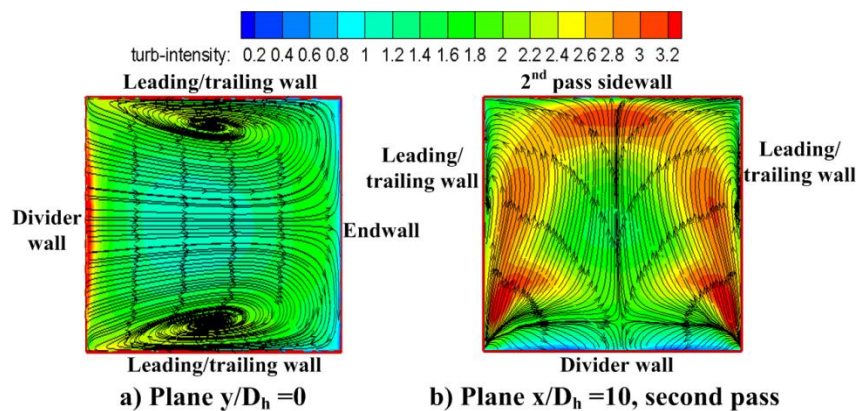 turb-intensity: 0.2 0.4 0.6 0.8 1 1.2 1.4 1.6 1.8 2 2.2 2.4 2.6 2.8 3 3.2
Leading/trailing wall
2nd pass sidewall
Leading/
trailing wall
Leading/
trailing wall
Divider
wall
Endwall
Leading/trailing wall
Divider wall
a) Plane y/Dh =0
b) Plane x/Dh =10, second pass